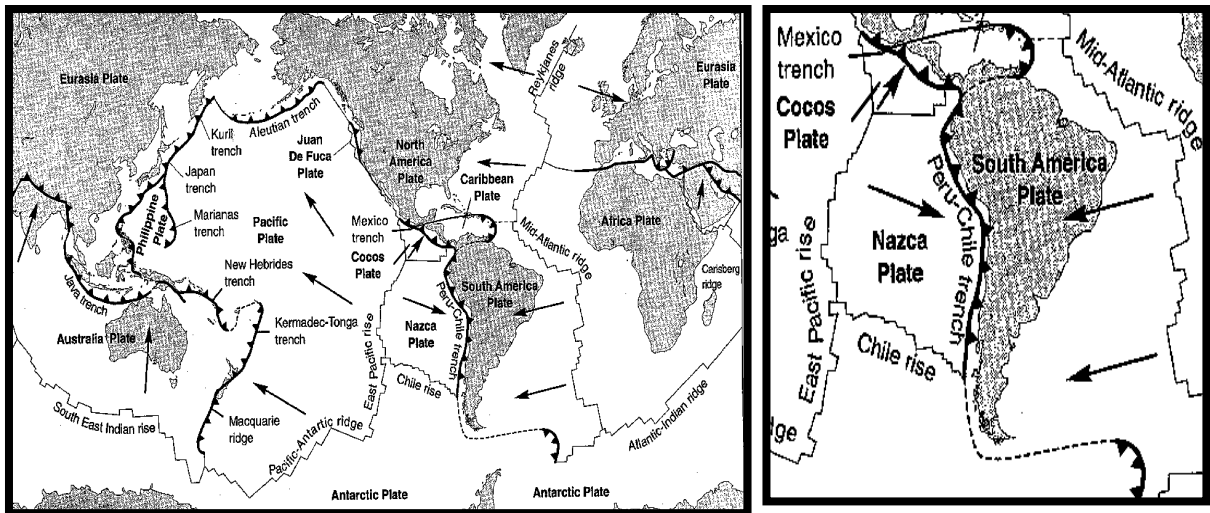 Eurasia Plate
Reykjanes
ridge
Eurasia
Plate
Kuril
trench
Aleutian trench
Juan
De Fuca
Plate
North
America
Plate
Japan
trench
Caribbean
Plate
Philippine
Plate
Marianas
trench
Pacific
Plate
Mexico
trench
Africa Plate
Mid-Atlantic ridge
Cocos
Plate
New Hebrides
trench
Carlsberg
ridge
Java trench
South America
Plate
Peru-Chile trench
Australia Plate
Kermadec-Tonga
trench
Nazca
Plate
East Pacific rise
Chile rise
South East Indian rise
Macquarie
ridge
Pacific-Antartic ridge
Atlantic-Indian ridge
Antarctic Plate
Antarctic Plate
Mexico
trench
Mid-Atlantic ridge
Cocos
Plate
South America
Plate
Peru-Chile trench
ga
Nazca
Plate
East Pacific rise
Chile rise
ge